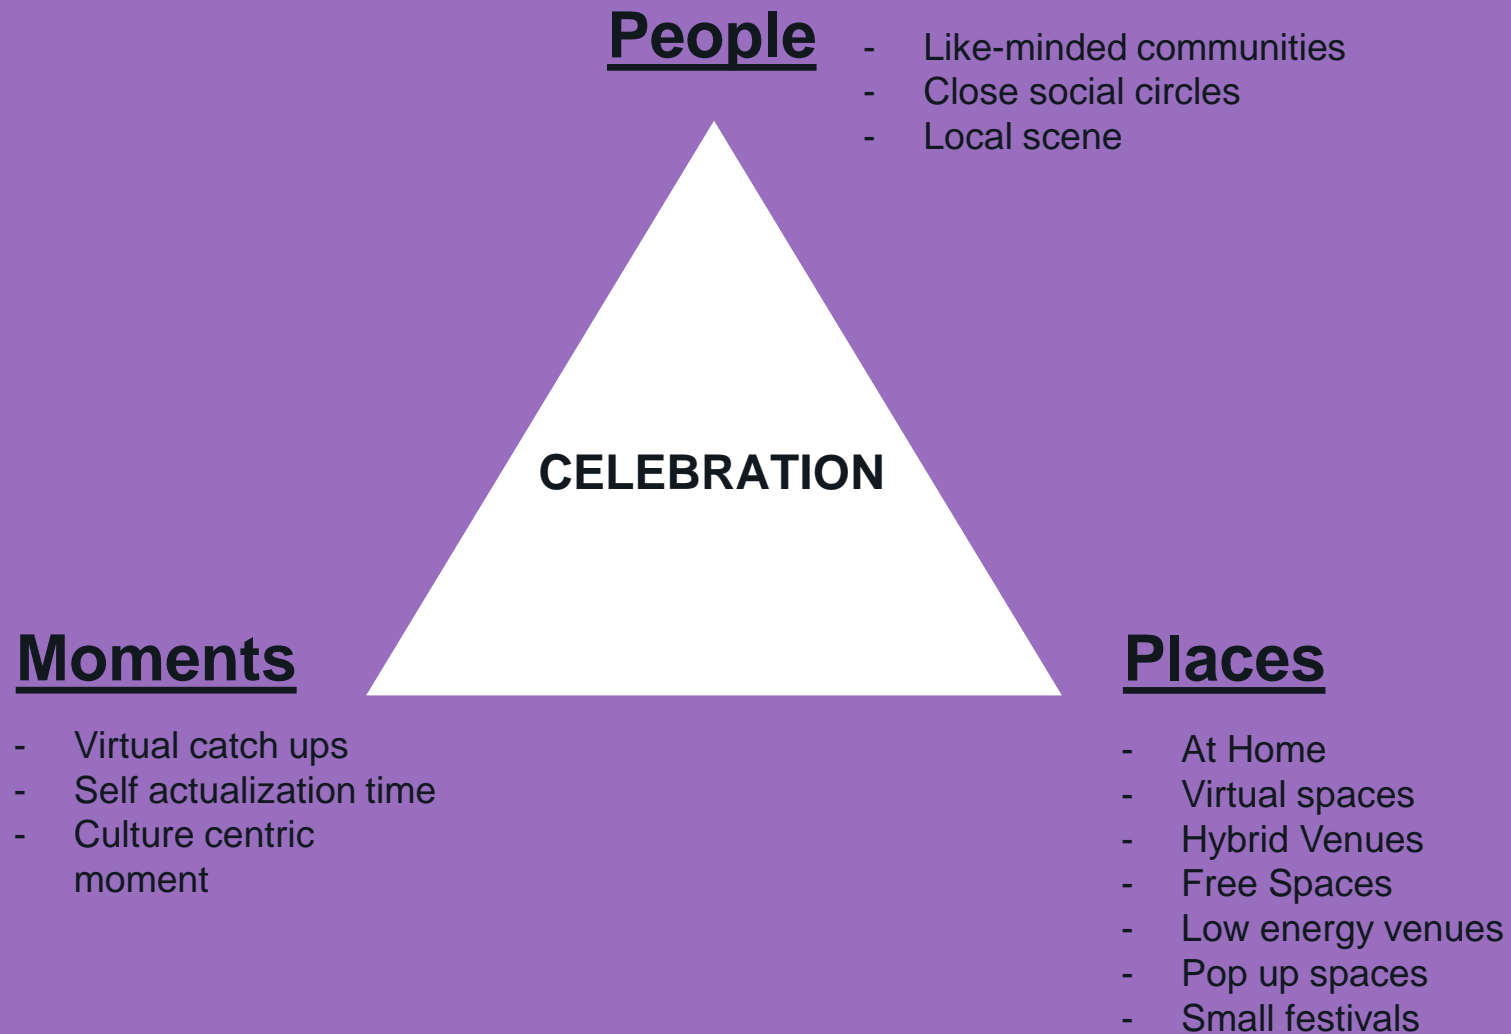 People
- Like-minded communities
- Close social circles
- Local scene
CELEBRATION
Moments
- Virtual catch ups
- Self actualization time
- Culture centric
moment
Places
- At Home
- Virtual spaces
- Hybrid Venues
- Free Spaces
- Low energy venues
- Pop up spaces
- Small festivals